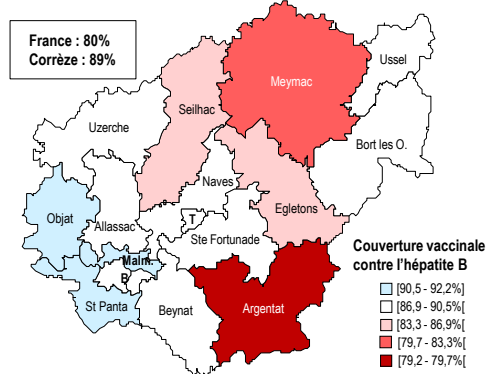 France : 80%
Corrèze : 89%
Ussel
Meymac
Seilhac
Uzerche
Bort les O.
Naves
Egletons
Objat
Allassac
T
Ste Fortunade
Malm.
B
St Panta
Beynat
Argentat
Couverture vaccinale
contre l'hépatite B
[90,5 - 92,2%]
[86,9 - 90,5%[
[83,3 - 86,9%[
[79,7 - 83,3%[
[79,2 - 79,7%[